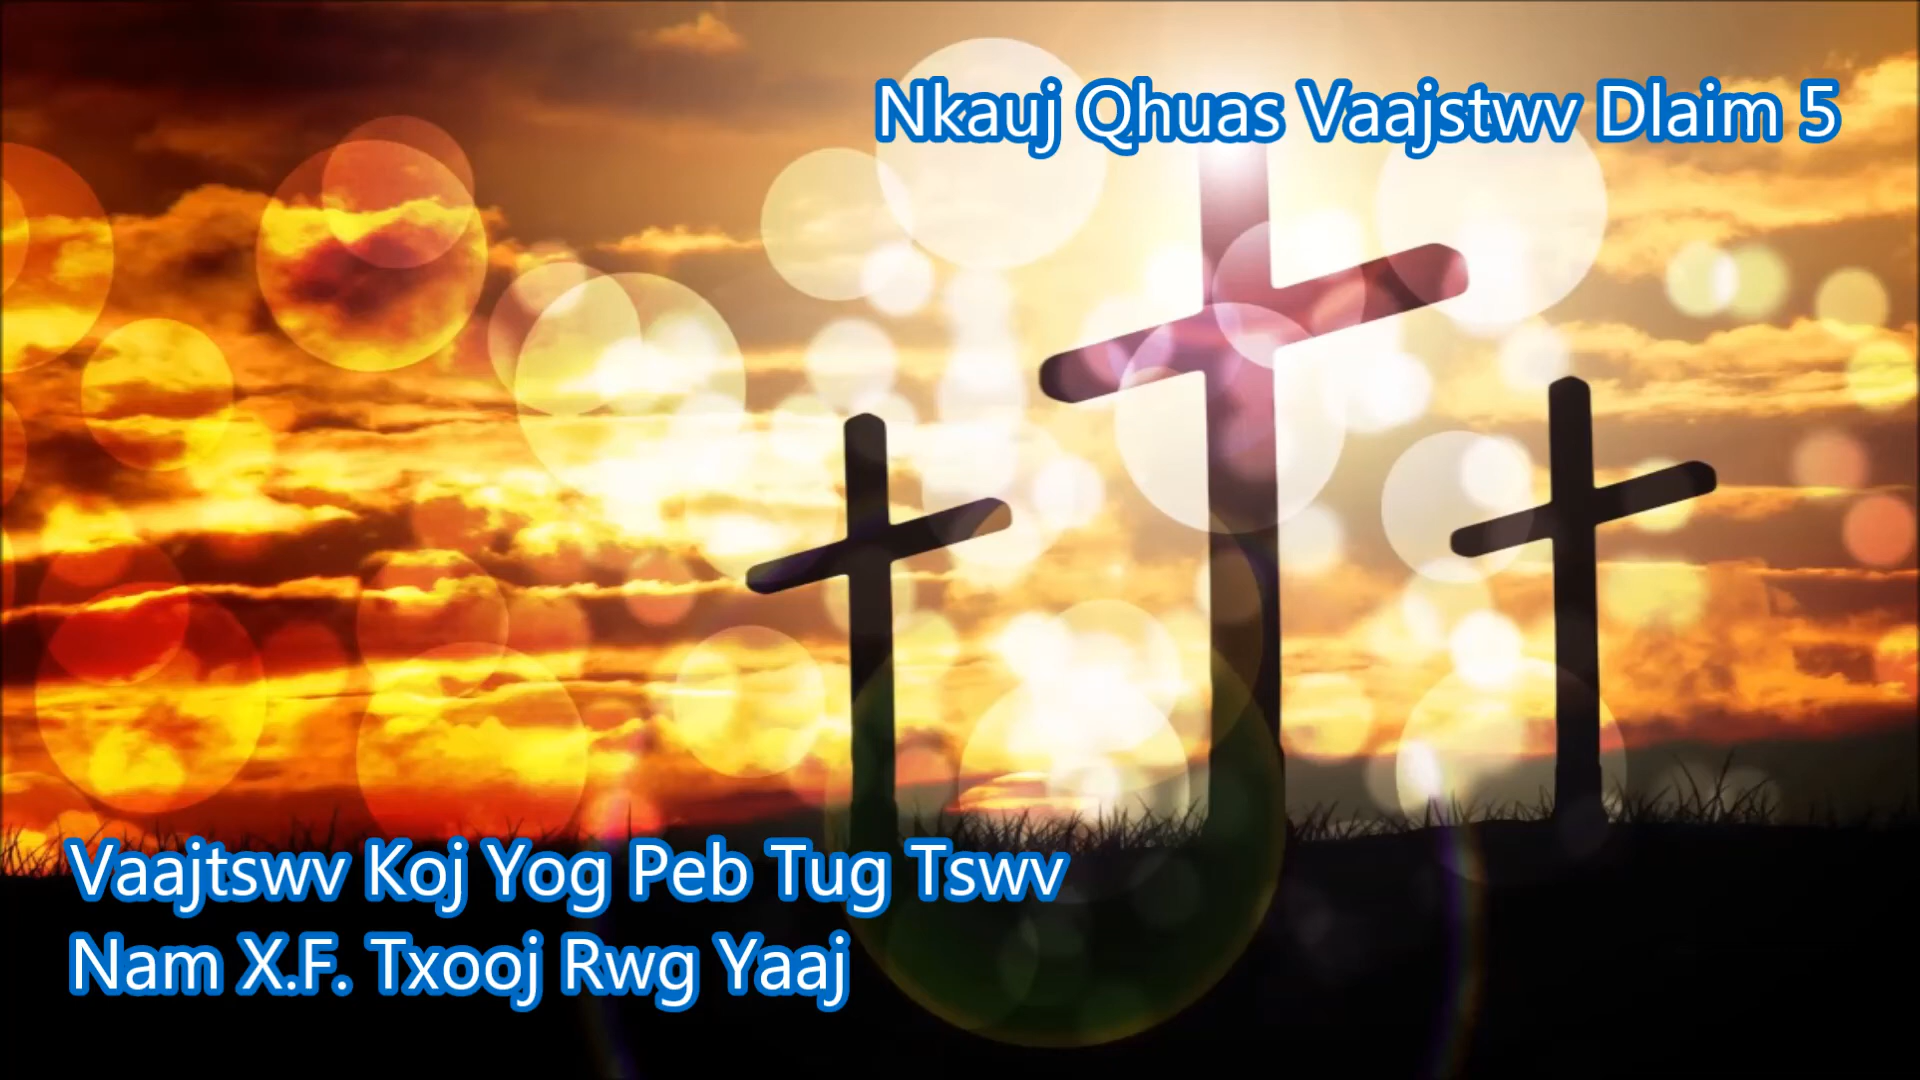 Nkauj Qhuas Vaajstwv Dlaim 5
Vaajtswv Koj Yog Peb Tug Tswv
Nam X.F. Txooj Rwg Yaaj